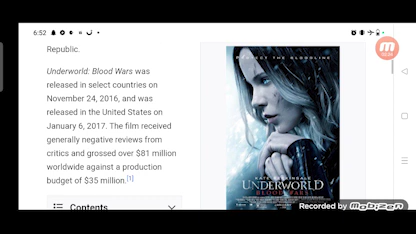 6:52
Republic.
PROTECT THE BLOODLINE
Underworld: Blood Wars was
released in select countries on
November 24, 2016, and was
released in the United States on
January 6, 2017. The film received
generally negative reviews from
critics and grossed over $81 million
worldwide against a production
budget of $35 million.[1]
KATE BECKINSALE
UNDERWORLD
BLOOD WARS
Contents
Recorded by mobizen